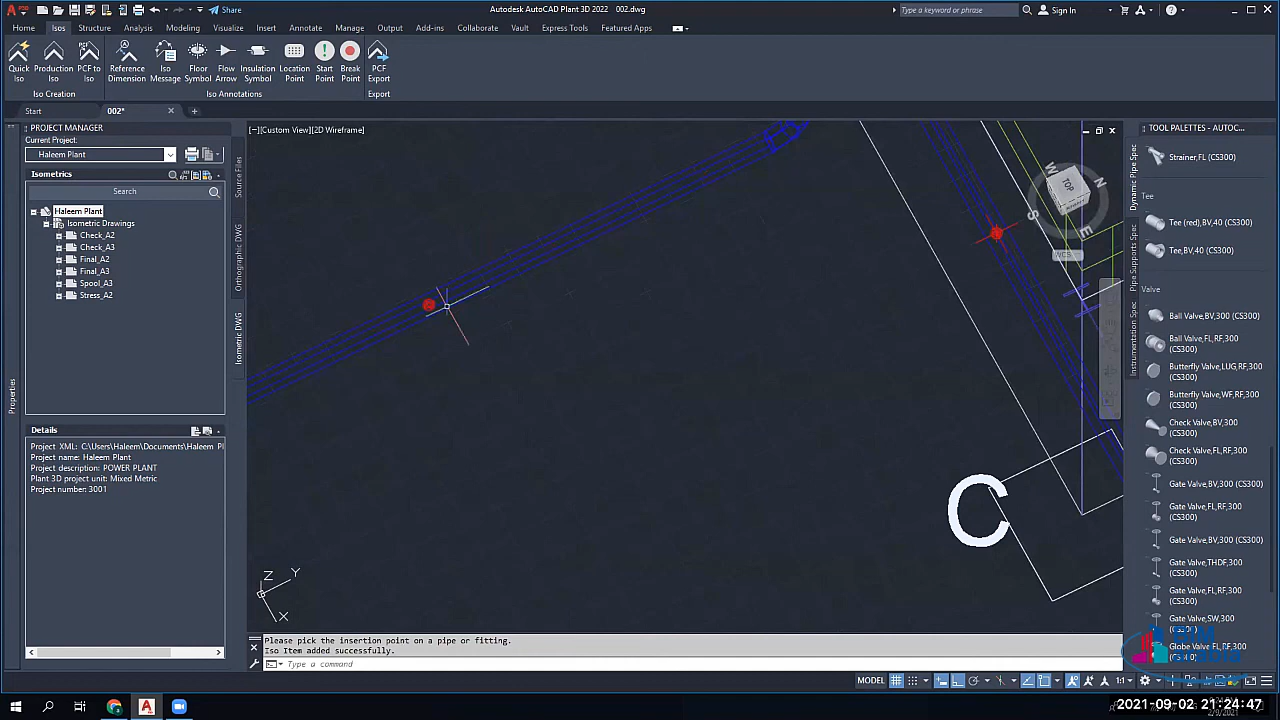 Share
Autodesk AutoCAD Plant 3D 2022
002.dwg
Type a keyword or phrase
Sign In
Home
Isos
Structure
Analysis
Modeling
Visualize
Insert
Annotate
Manage
Output
Add-ins
Collaborate
Vault
Express Tools
Featured Apps
Quick Iso
Production Iso
PCF to Iso
Reference Dimension
Iso Message
Floor Symbol
Flow Arrow
Insulation Symbol
Location Point
Start Point
Break Point
PCF Export
Iso Creation
Iso Annotations
Export
Start
002*
PROJECT MANAGER
Current Project:
Haleem Plant
Isometrics
Search
Haleem Plant
Isometric Drawings
Check_A2
Check_A3
Final_A2
Final_A3
Spool_A3
Stress_A2
Details
Project XML: C:\Users\Haleem\Documents\Haleem Pl
Project name: Haleem Plant
Project description: POWER PLANT
Plant 3D project unit: Mixed Metric
Project number: 3001
Properties
Source Files
Orthographic DWG
Isometric DWG
[−][Custom View][2D Wireframe]
W
N
TOP
S
E
WCS
C
Z
Y
X
Please pick the insertion point on a pipe or fitting.
Iso Item added successfully.
Type a command
TOOL PALETTES - AUTOC...
Dynamic Pipe Spec
Pipe Supports Spec
Instrumentation Spec
Strainer,FL (CS300)
Tee
Tee (red),BV,40 (CS300)
Tee,BV,40 (CS300)
Valve
Ball Valve,BV,300 (CS300)
Ball Valve,FL,RF,300
(CS300)
Butterfly Valve,LUG,RF,300
(CS300)
Butterfly Valve,WF,RF,300
(CS300)
Check Valve,BV,300
(CS300)
Check Valve,FL,RF,300
(CS300)
Gate Valve,BV,300 (CS300)
Gate Valve,FL,RF,300
(CS300)
Gate Valve,BV,300 (CS300)
Gate Valve,THDF,300
(CS300)
Gate Valve,FL,RF,300
(CS300)
Gate Valve,SW,300
Globe Valve,FL,RF,300
MODEL
1:1
2021-09-02 21:24:47